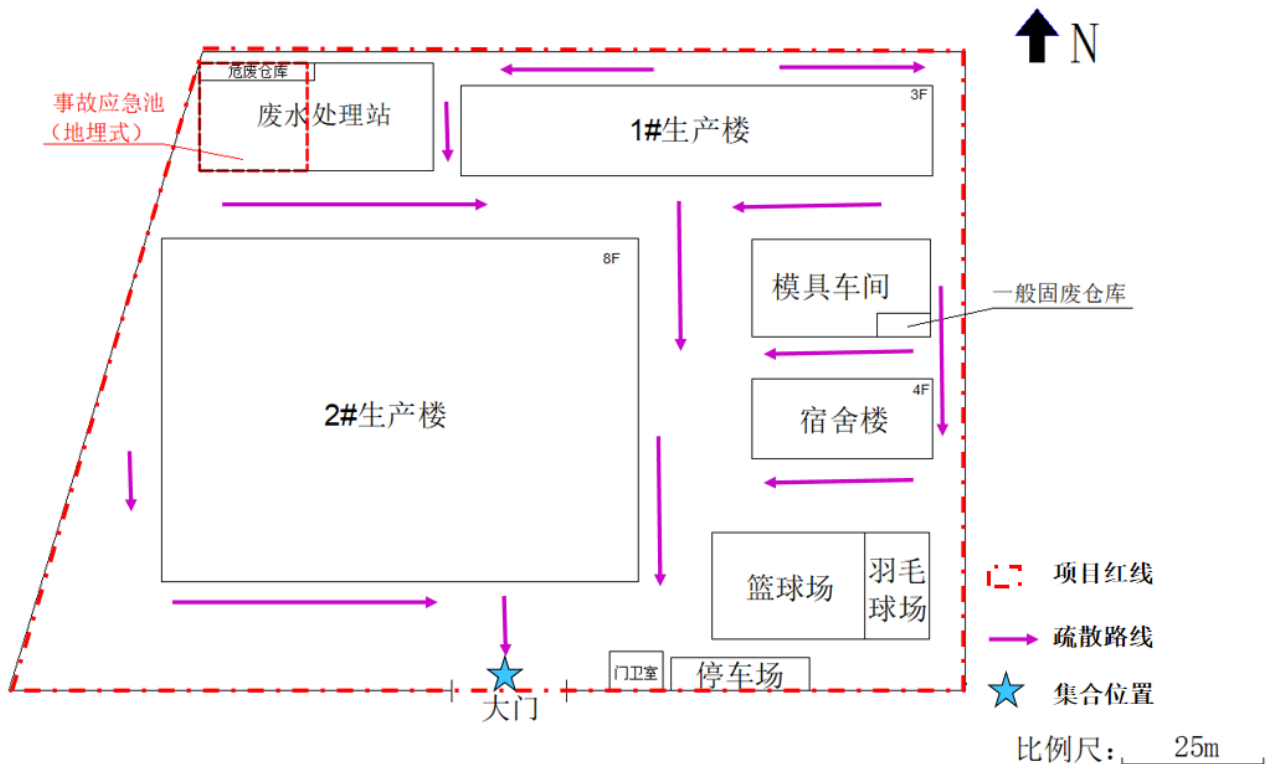 N
危废仓库
事故应急池
（地埋式）
废水处理站
3F
1#生产楼
8F
模具车间
一般固废仓库
2#生产楼
4F
宿舍楼
篮球场
羽毛
球场
门卫室
停车场
大门
项目红线
疏散路线
集合位置
比例尺：
25m